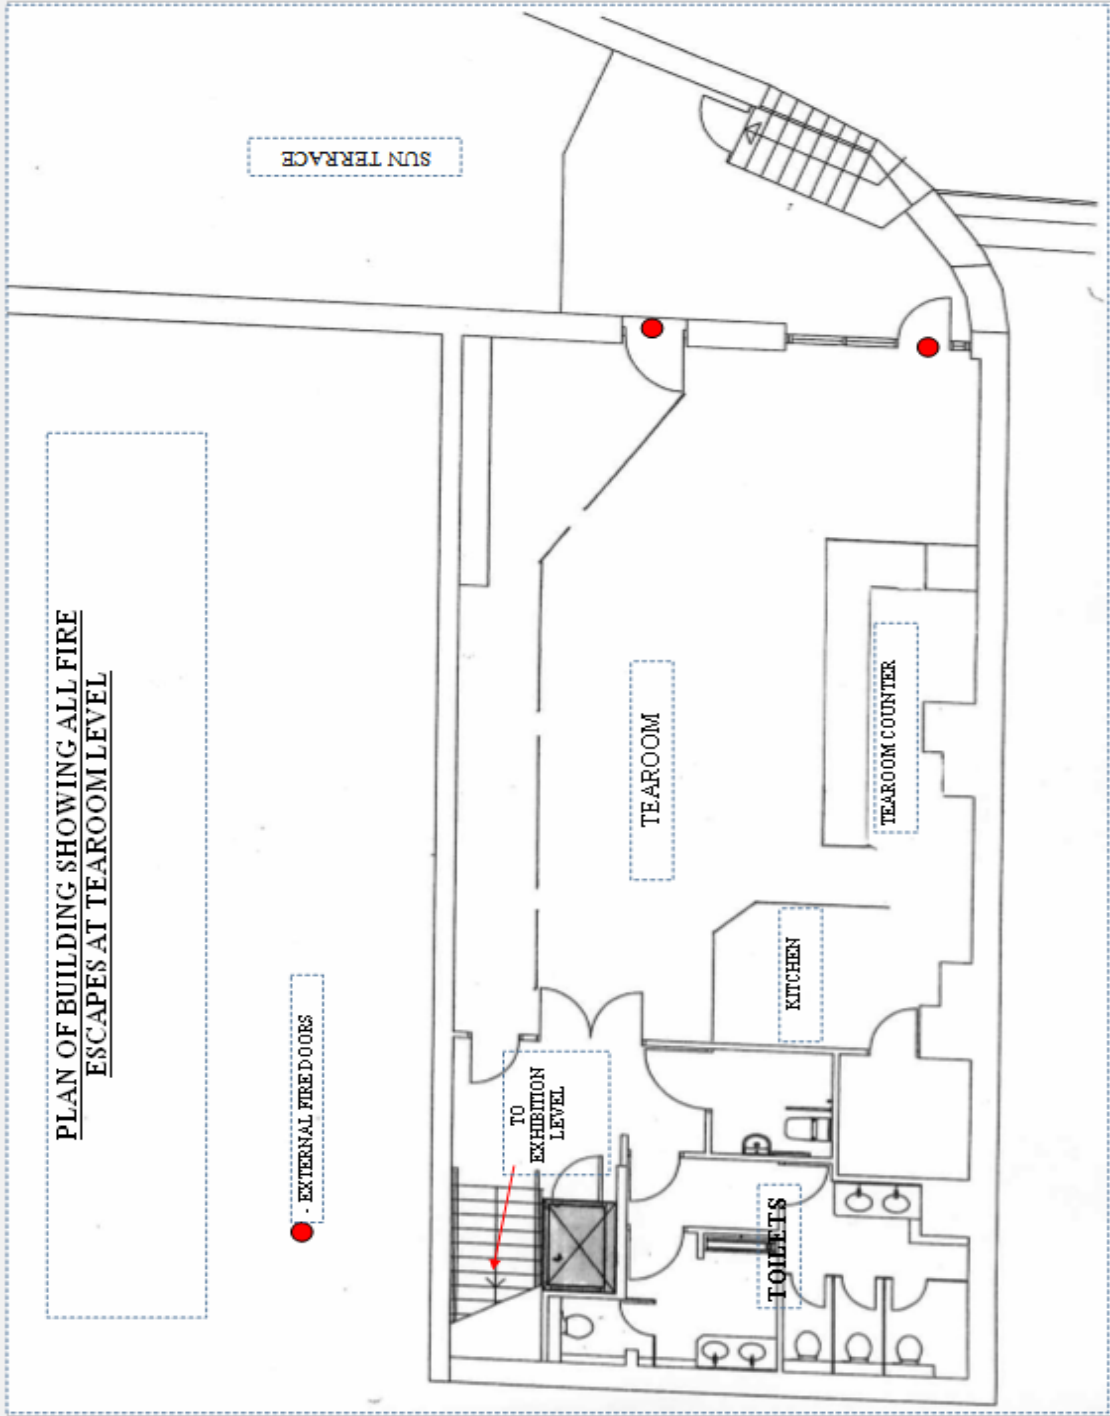 PLAN OF BUILDING SHOWING ALL FIRE
ESCAPES AT TEAROOM LEVEL
- EXTERNAL FIRE DOORS
SUN TERRACE
TEAROOM
TEAROOM COUNTER
KITCHEN
TO
EXHIBITION
LEVEL
TOILETS